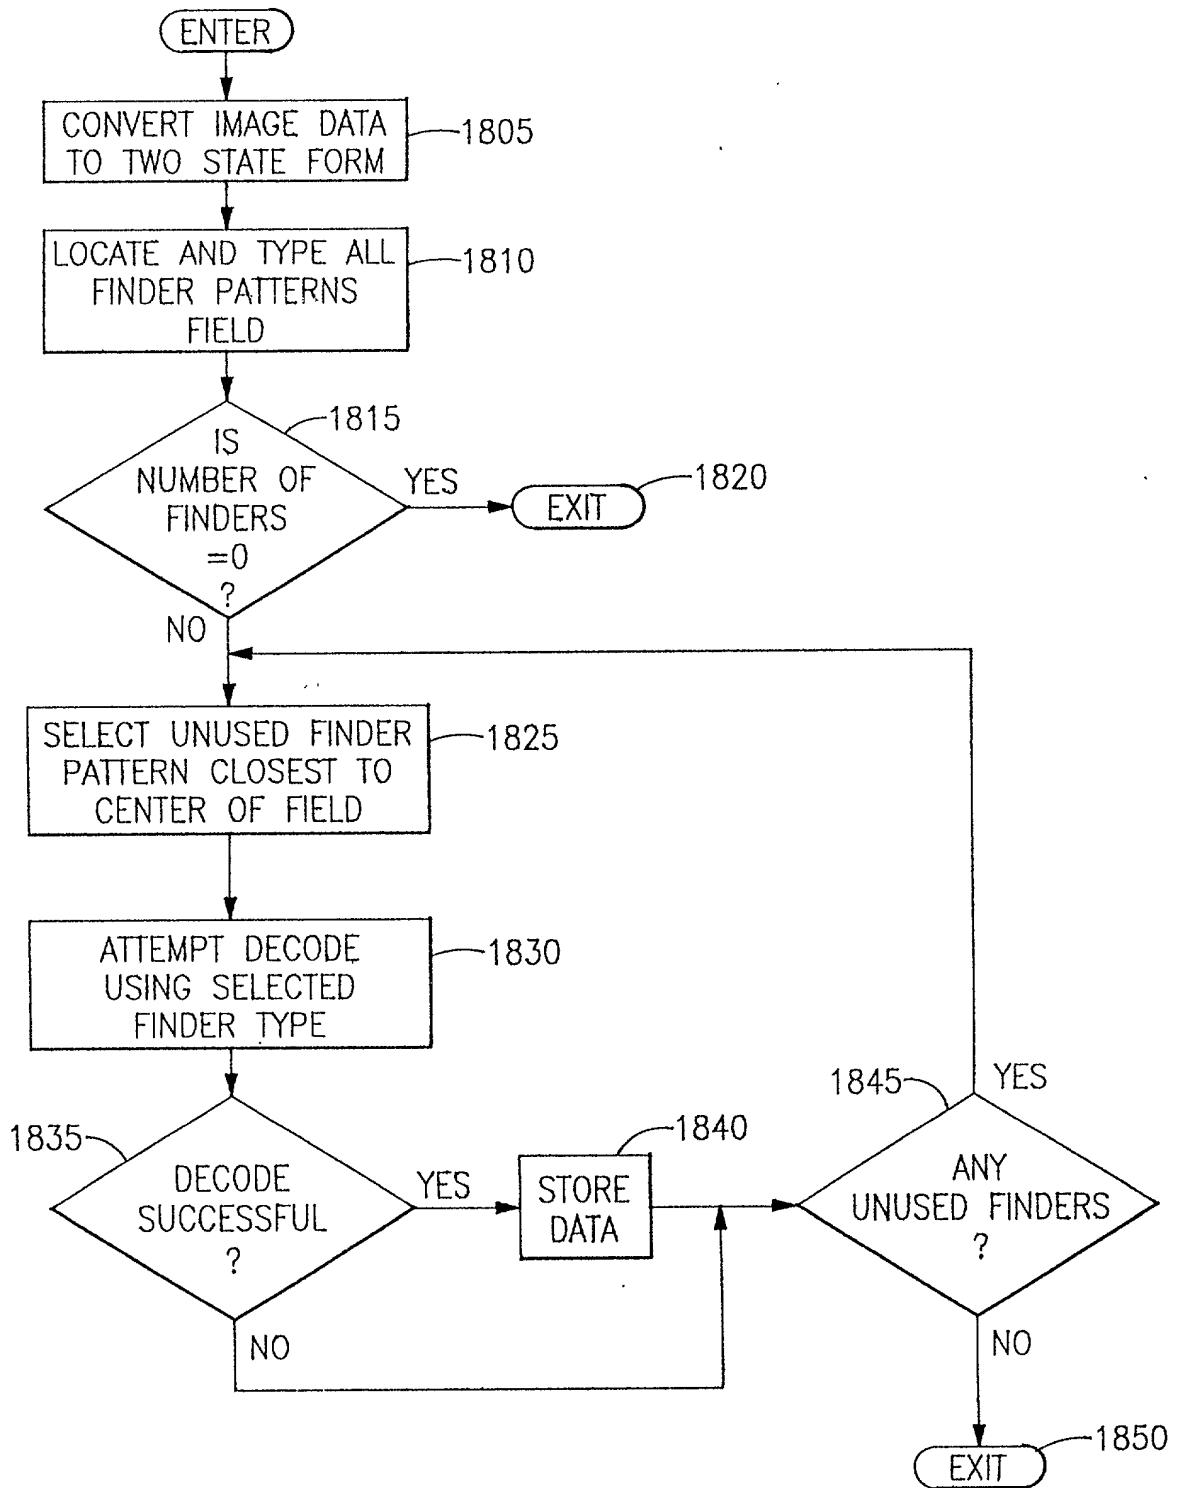 ENTER
CONVERT IMAGE DATA
TO TWO STATE FORM
1805
LOCATE AND TYPE ALL
FINDER PATTERNS
FIELD
1810
1815
IS
NUMBER OF
FINDERS
=0
?
YES
EXIT
1820
NO
SELECT UNUSED FINDER
PATTERN CLOSEST TO
CENTER OF FIELD
1825
ATTEMPT DECODE
USING SELECTED
FINDER TYPE
1830
1835
DECODE
SUCCESSFUL
?
YES
NO
1840
STORE
DATA
1845
YES
ANY
UNUSED FINDERS
?
NO
EXIT
1850